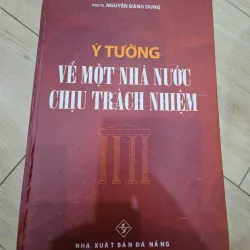 PGS.TS. NGUYỄN ĐĂNG DUNG
Ý TƯỞNG
VỀ MỘT NHÀ NƯỚC
CHỊU TRÁCH NHIỆM
NHÀ XUẤT BẢN ĐÀ NẴNG